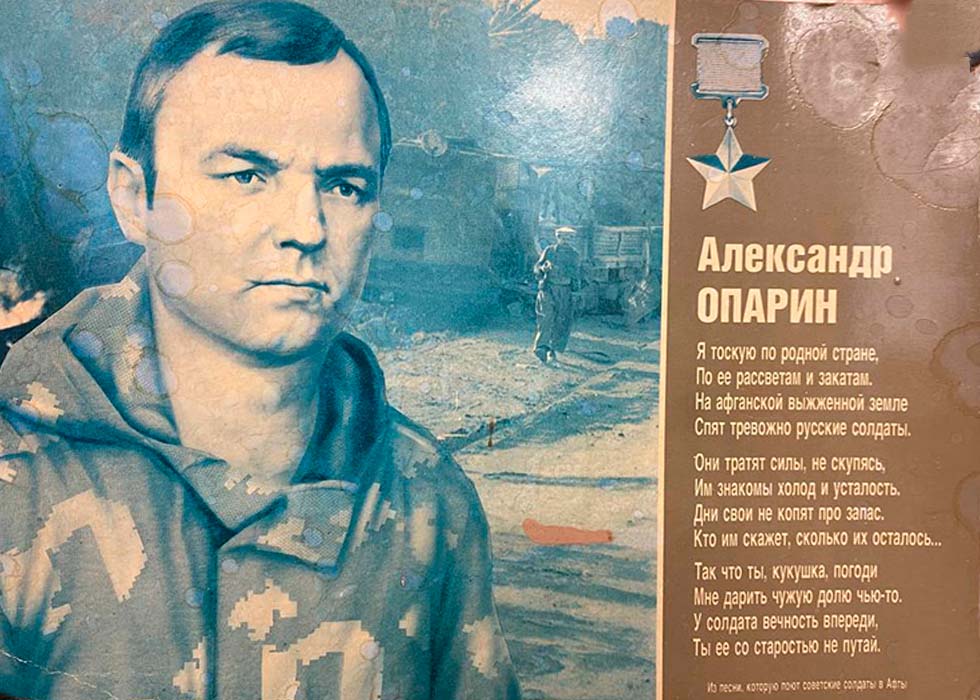 Александр
ОПАРИН
Я тоскую по родной стране,
По ее рассветам и закатам.
На афганской выжженной земле
Спят тревожно русские солдаты.
Они тратят силы, не скупясь,
Им знакомы холод и усталость.
Дни свои не копят про запас.
Кто им скажет, сколько их осталось...
Так что ты, кукушка, погоди
Мне дарить чужую долю чью-то.
У солдата вечность впереди,
Ты ее со старостью не путай.
Из песни, которую поют советские солдаты в Афга